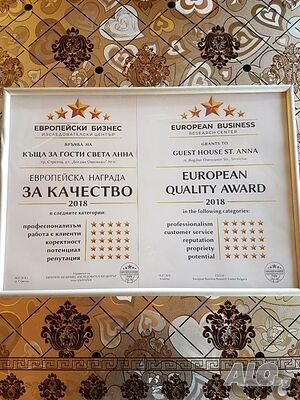 ЕВРОПЕЙСКИ БИЗНЕС
ИЗСЛЕДОВАТЕЛСКИ ЦЕНТЪР
ВРЪЧВА НА
КЪЩА ЗА ГОСТИ СВЕТА АННА
ЕВРОПЕЙСКА НАГРАДА
ЗА КАЧЕСТВО
2018
в следните категории:
професионализъм
работа с клиенти
коректност
потенциал
репутация
EUROPEAN BUSINESS
RESEARCH CENTER
GRANTS TO
GUEST HOUSE ST. ANNA
EUROPEAN
QUALITY AWARD
2018
in the following categories:
professionalism
customer service
reputation
propriety
potential
ALO.bg